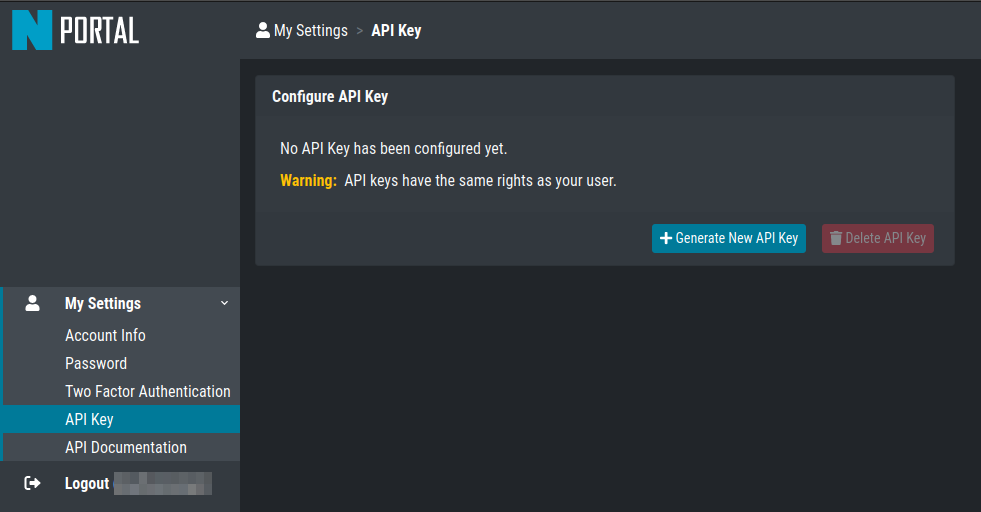 N PORTAL
My Settings > API Key
Configure API Key
No API Key has been configured yet.
Warning: API keys have the same rights as your user.
Generate New API Key
Delete API Key
My Settings
Account Info
Password
Two Factor Authentication
API Key
API Documentation
Logout